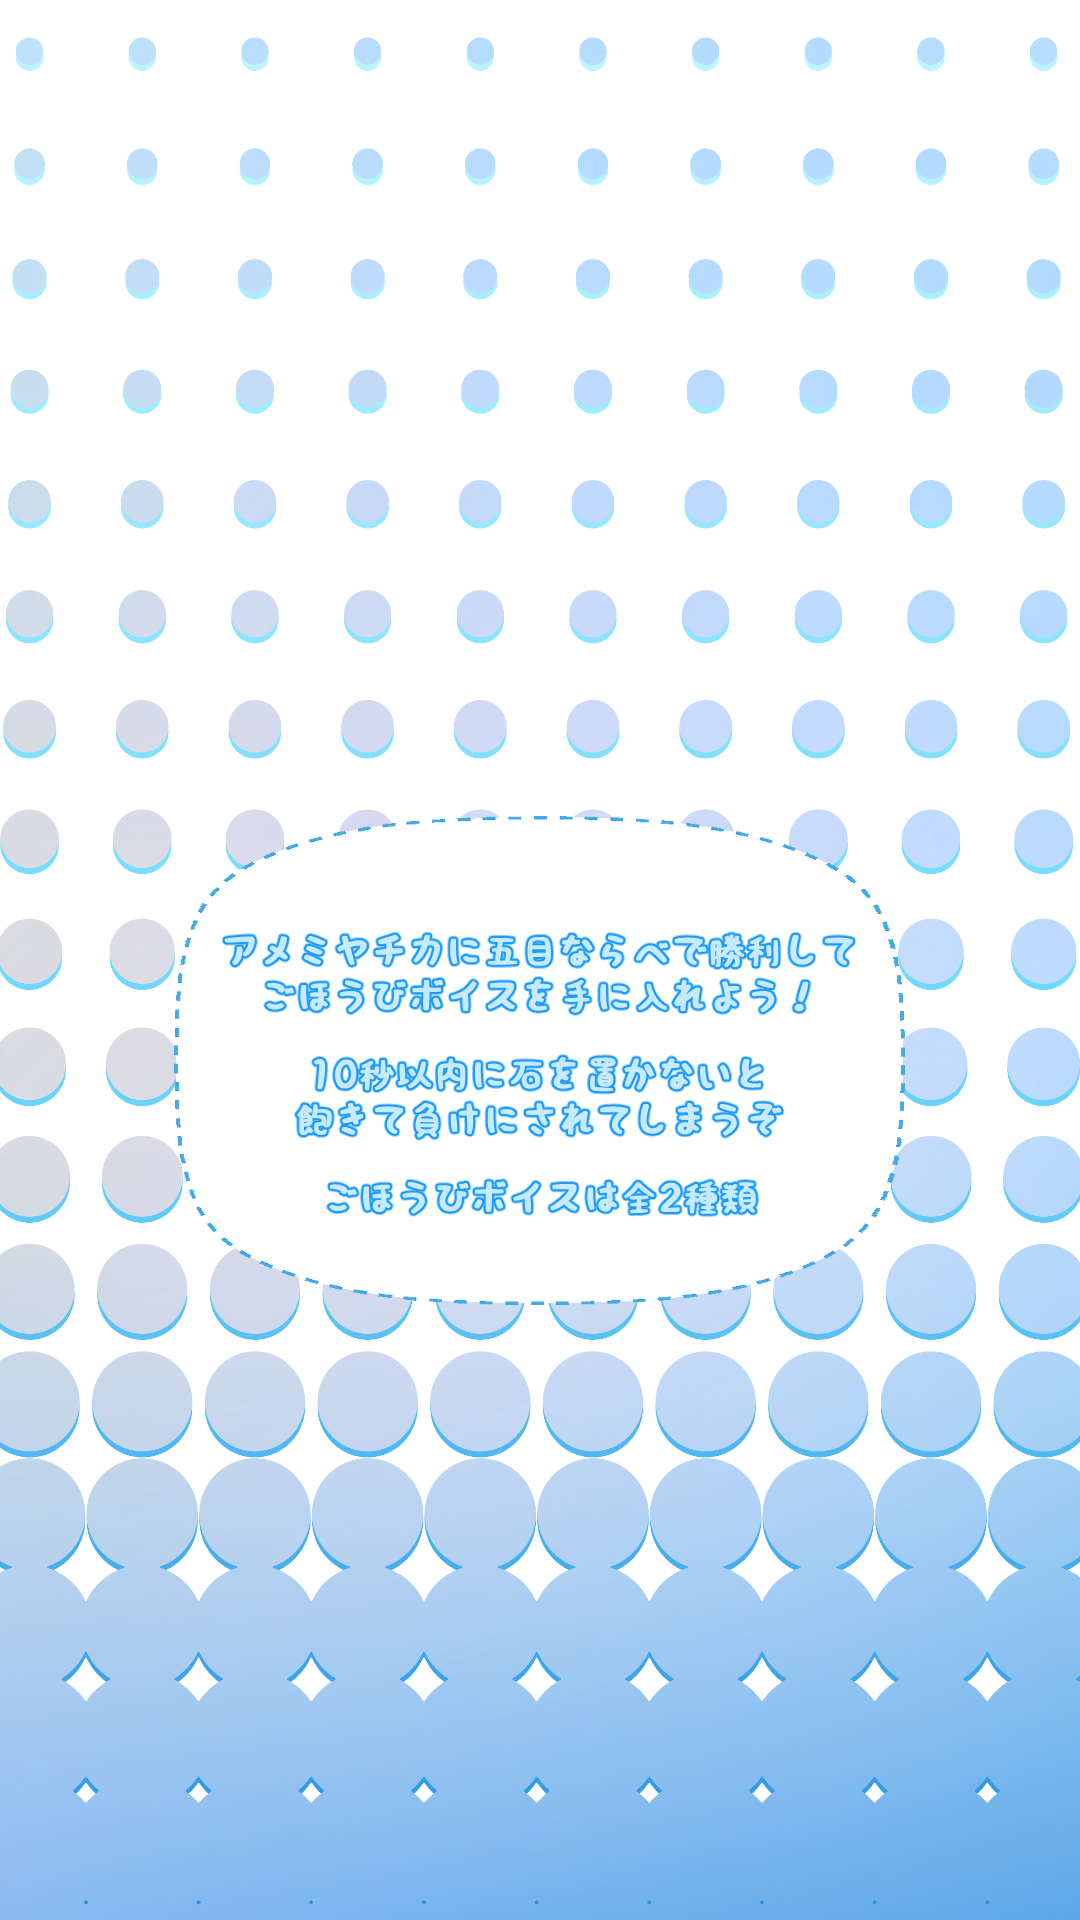 アメミヤチカに五目ならべで勝利して
ごほうびボイスを手に入れよう！
10秒以内に石を置かないと
飽きて負けにされてしまうぞ
ごほうびボイスは全2種類